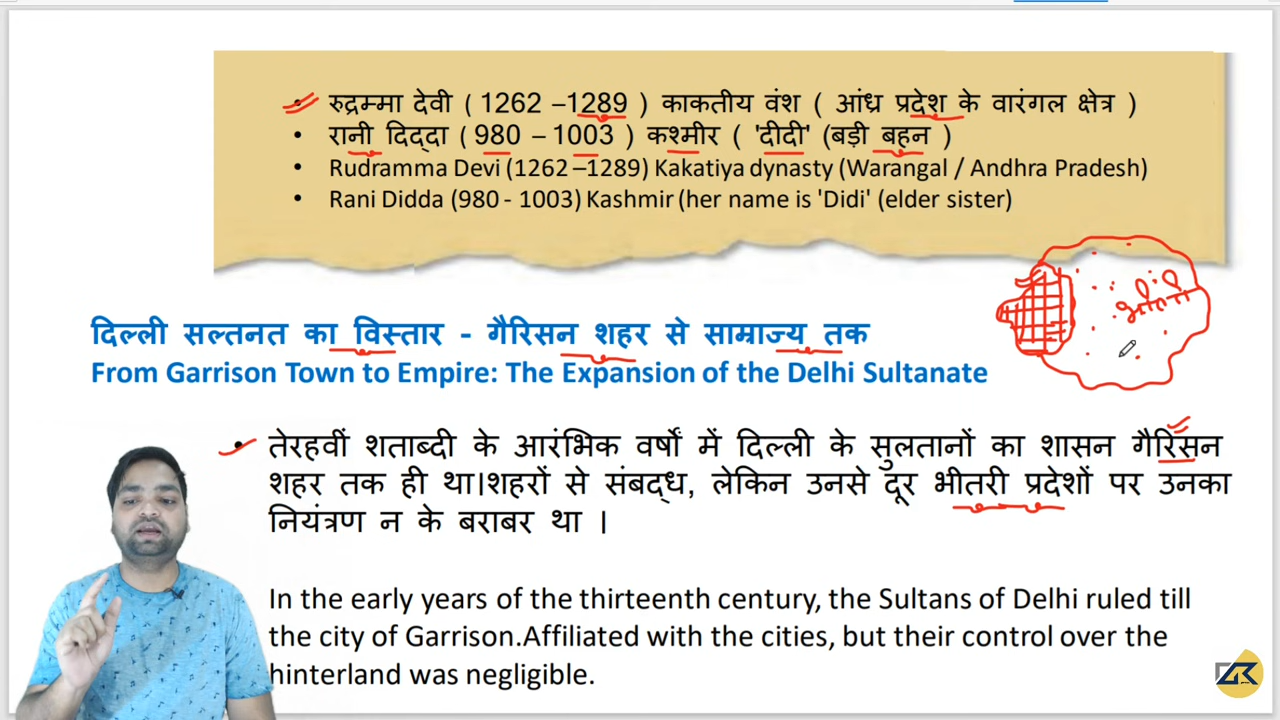 • रुद्रम्मा देवी ( 1262 –1289 ) काकतीय वंश ( आंध्र प्रदेश के वारंगल क्षेत्र )
• रानी दिद्दा ( 980 – 1003 ) कश्मीर ( 'दीदी' (बड़ी बहन )
• Rudramma Devi (1262 –1289) Kakatiya dynasty (Warangal / Andhra Pradesh)
• Rani Didda (980 - 1003) Kashmir (her name is 'Didi' (elder sister)
दिल्ली सल्तनत का विस्तार - गैरिसन शहर से साम्राज्य तक
From Garrison Town to Empire: The Expansion of the Delhi Sultanate
• तेरहवीं शताब्दी के आरंभिक वर्षों में दिल्ली के सुलतानों का शासन गैरिसन
शहर तक ही था।शहरों से संबद्ध, लेकिन उनसे दूर भीतरी प्रदेशों पर उनका
नियंत्रण न के बराबर था ।
In the early years of the thirteenth century, the Sultans of Delhi ruled till
the city of Garrison.Affiliated with the cities, but their control over the
hinterland was negligible.